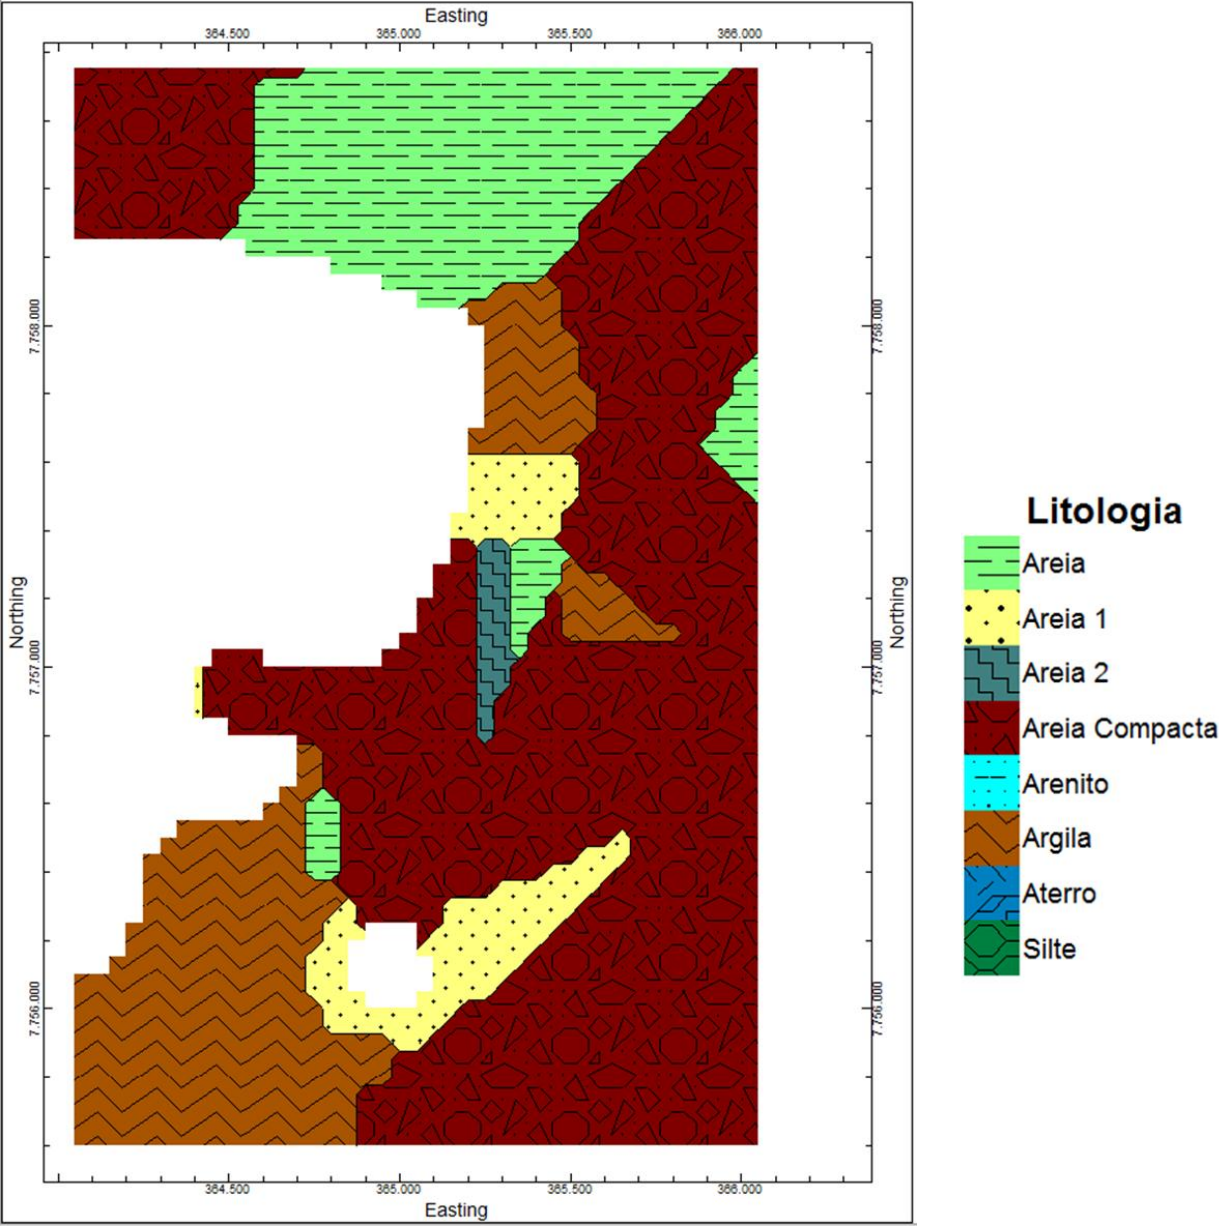 Easting
364.500 365.000 365.500 366.000
7.758.000 7.758.000
Northing Northing
7.757.000 7.757.000
7.756.000 7.756.000
364.500 365.000 365.500 366.000
Easting
Litologia
Areia
Areia 1
Areia 2
Areia Compacta
Arenito
Argila
Aterro
Silte